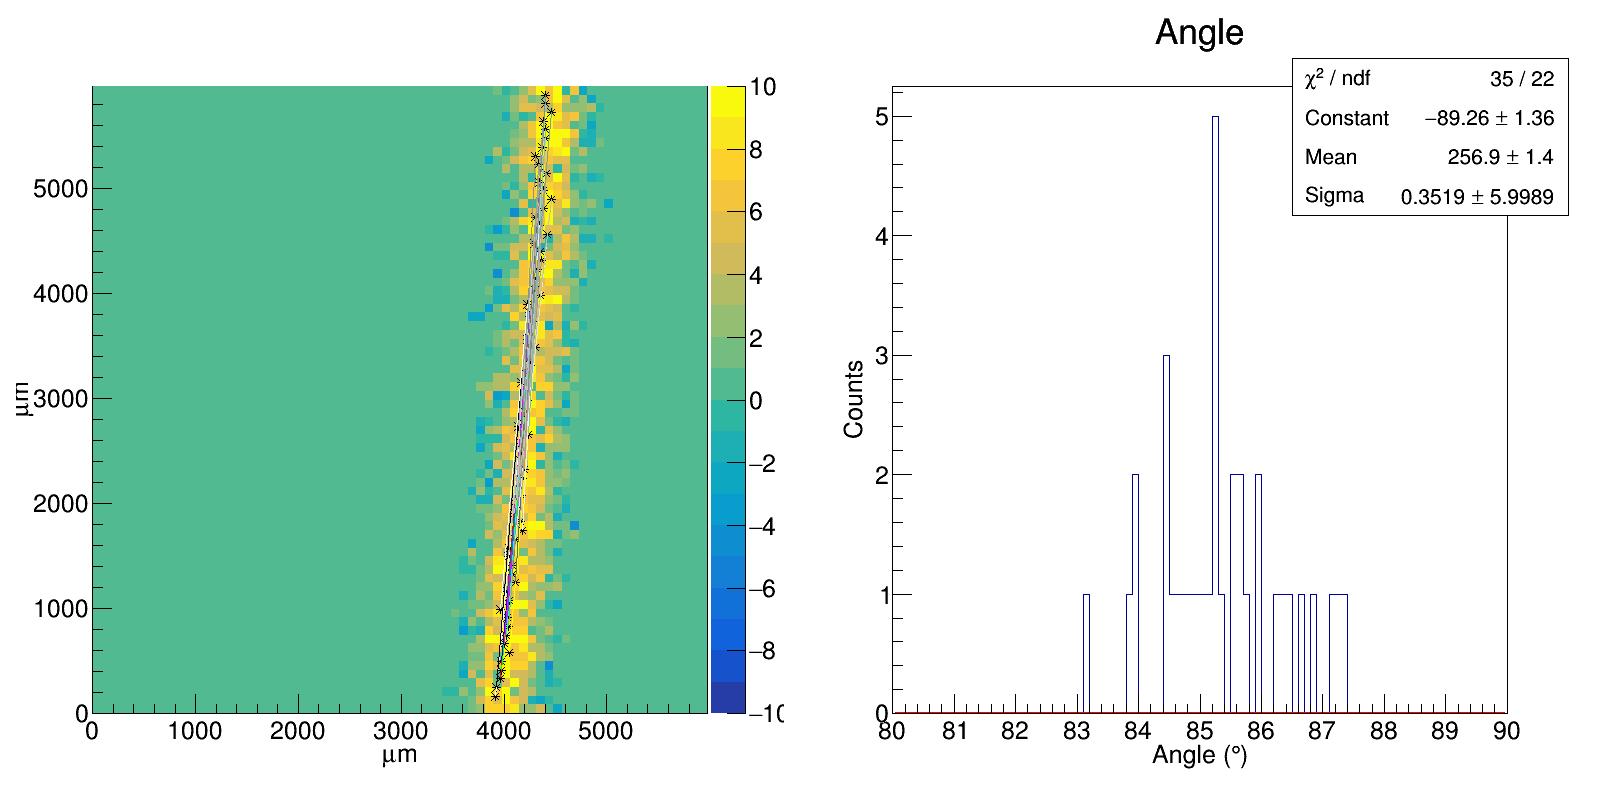 Angle
10
8
6
4
2
0
−2
−4
−6
−8
−10
5000
4000
3000
2000
1000
0
μm
0 1000 2000 3000 4000 5000
μm
χ² / ndf 35 / 22
Constant −89.26 ± 1.36
Mean 256.9 ± 1.4
Sigma 0.3519 ± 5.9989
5
4
3
2
1
0
Counts
80 81 82 83 84 85 86 87 88 89 90
Angle (°)